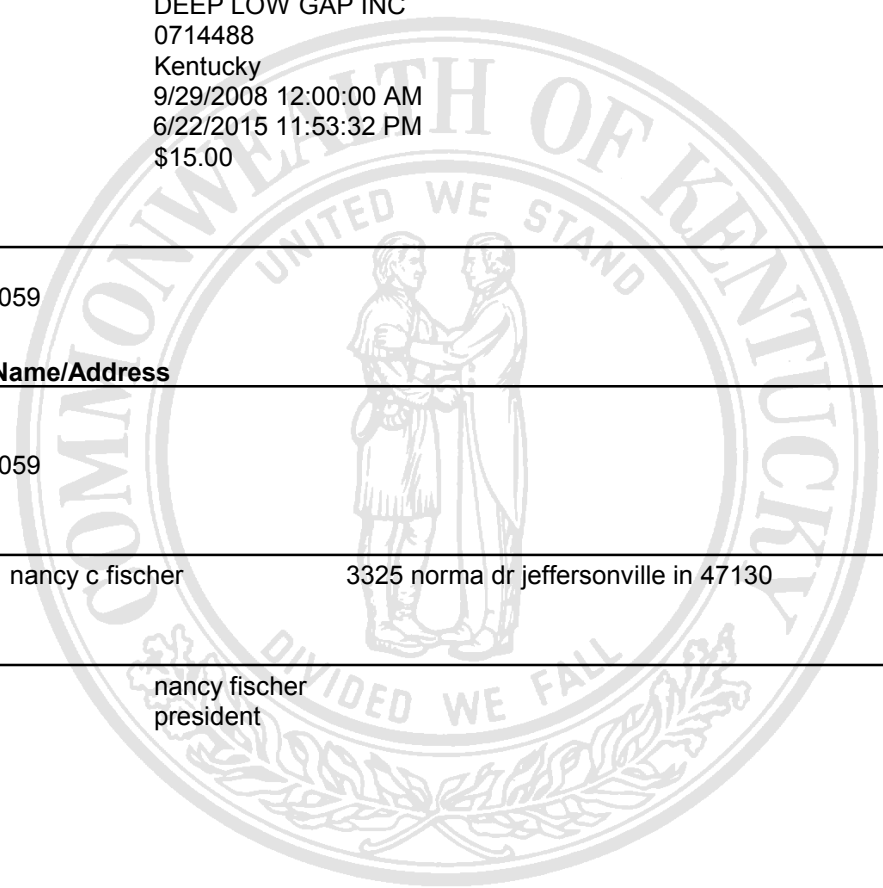 DEEP LOW GAP INC
0714488
Kentucky
9/29/2008 12:00:00 AM
6/22/2015 11:53:32 PM
$15.00
COMMONWEALTH OF KENTUCKY
UNITED WE STAND
059
Name/Address
059
nancy c fischer 3325 norma dr jeffersonville in 47130
DIVIDED WE FALL
nancy fischer
president